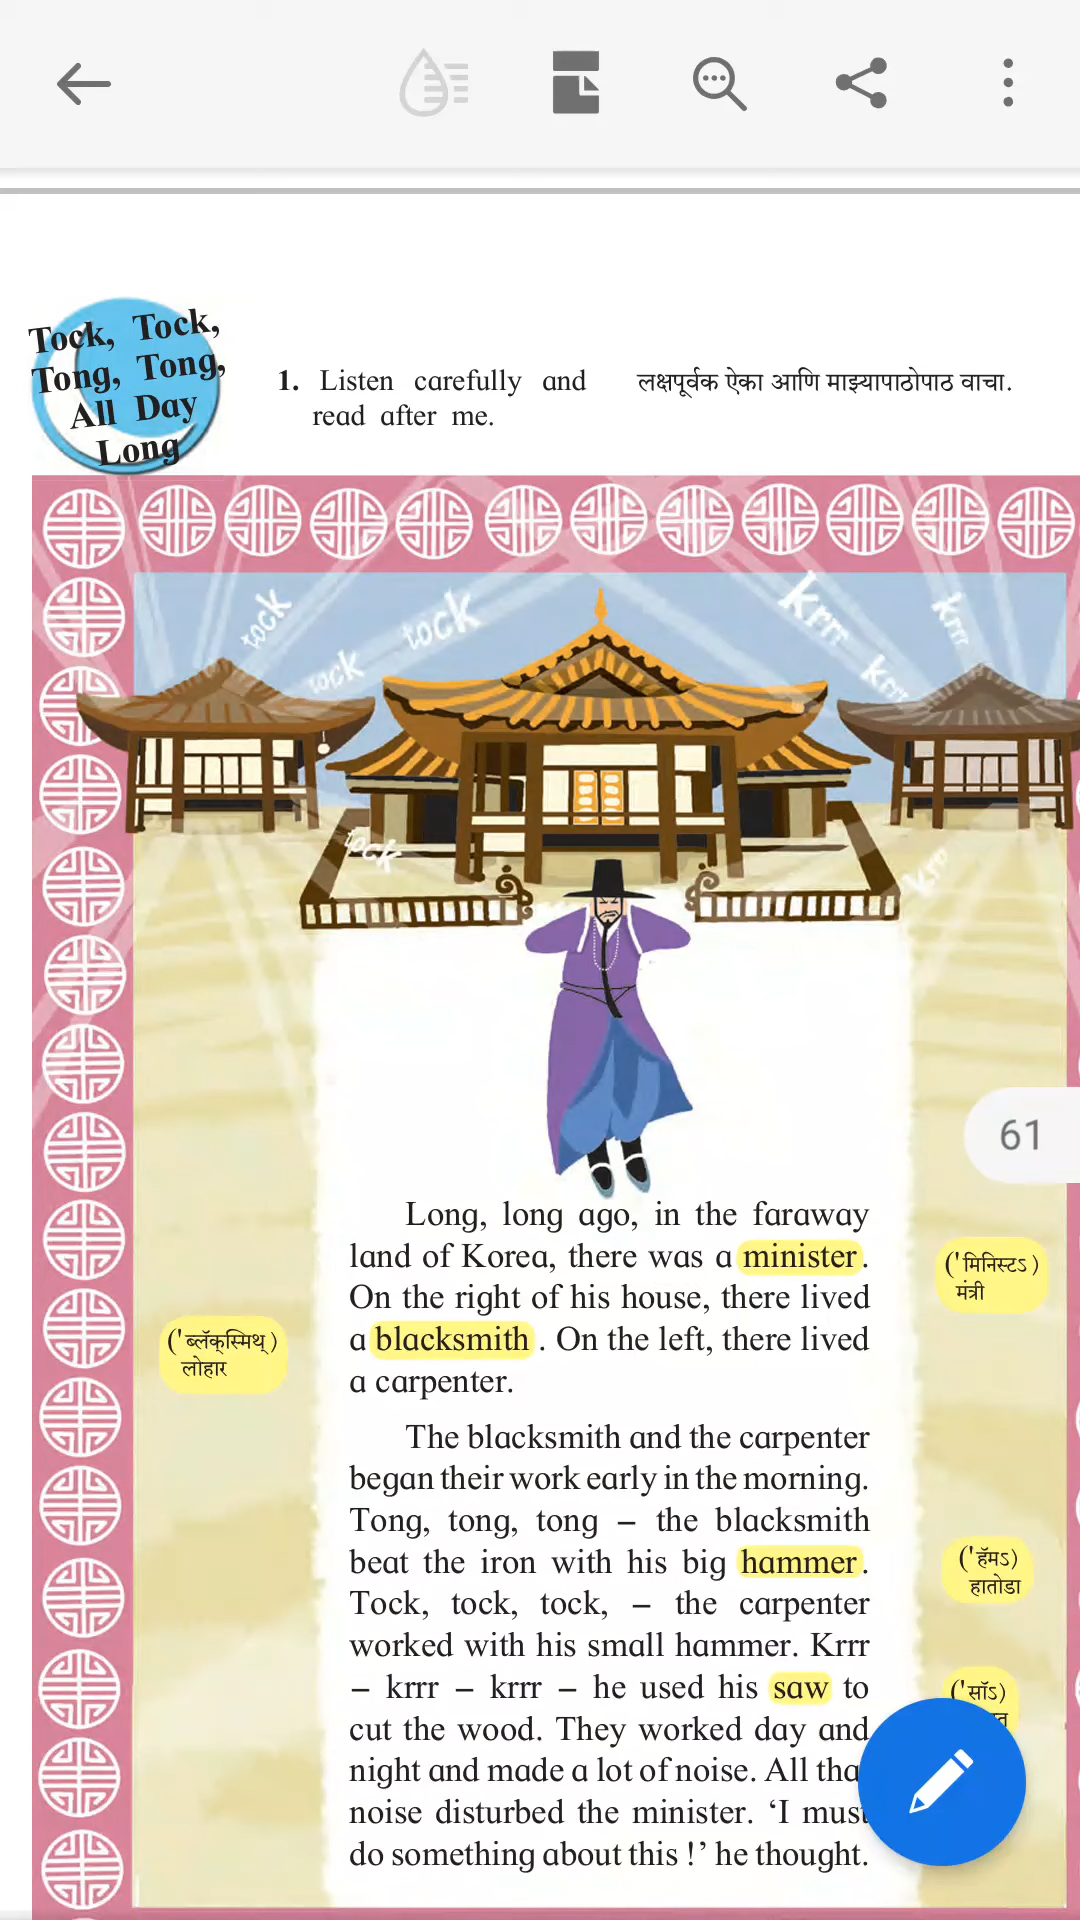 Tock, Tock,
Tong, Tong,
All Day
Long
1. Listen carefully and
read after me.
लक्षपूर्वक ऐका आणि माझ्यापाठोपाठ वाचा.
tock
tock
tock
krrr
krrr
krrr
tock
krrr
61
Long, long ago, in the faraway
land of Korea, there was a minister.
On the right of his house, there lived
a blacksmith. On the left, there lived
a carpenter.
('मिनिस्टऽ)
मंत्री
('ब्लॅक्स्मिथ्)
लोहार
The blacksmith and the carpenter
began their work early in the morning.
Tong, tong, tong – the blacksmith
beat the iron with his big hammer.
Tock, tock, tock, – the carpenter
worked with his small hammer. Krrr
– krrr – krrr – he used his saw to
cut the wood. They worked day and
night and made a lot of noise. All tha
noise disturbed the minister. ‘I must
do something about this !’ he thought.
('हॅमऽ)
हातोडा
('सॉऽ)